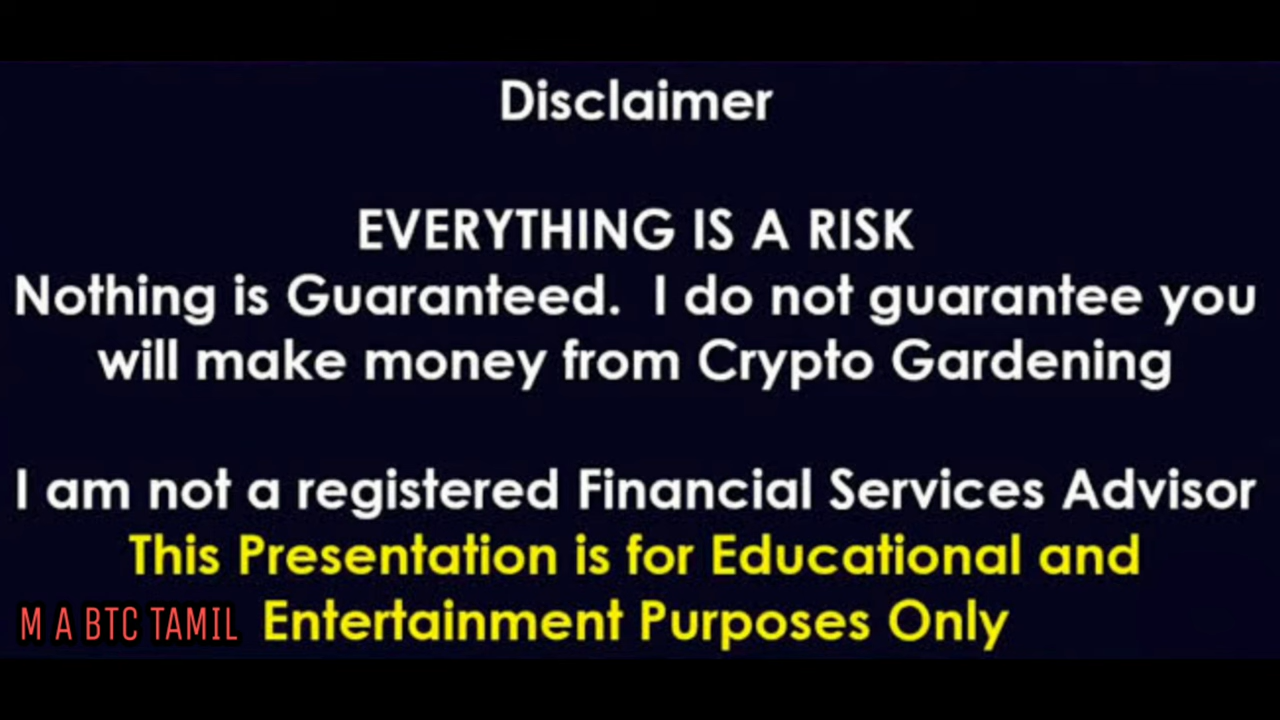 Disclaimer
EVERYTHING IS A RISK
Nothing is Guaranteed. I do not guarantee you
will make money from Crypto Gardening
I am not a registered Financial Services Advisor
This Presentation is for Educational and
Entertainment Purposes Only
M A BTC TAMIL